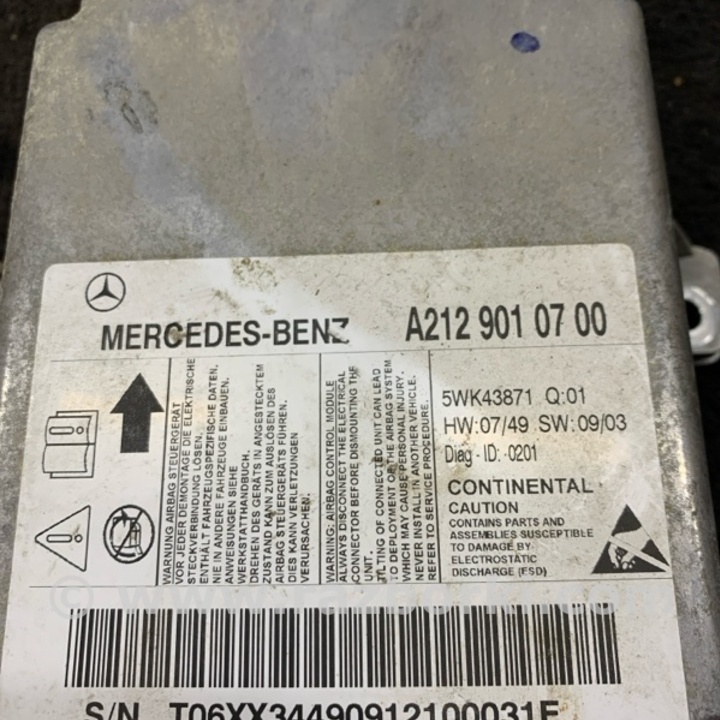 MERCEDES-BENZ A212 901 07 00
WARNUNG AIRBAG STEUERGERÄT
VOR JEDER DEMONTAGE DIE ELEKTRISCHE
STECKVERBINDUNG LÖSEN.
ENTHÄLT FAHRZEUGSPEZIFISCHE DATEN.
NIE IN ANDERE FAHRZEUGE EINBAUEN.
ANWEISUNGEN SIEHE
WERKSTATTHANDBUCH.
DREHEN DES GERÄTS IN ANGESTECKTEM
ZUSTAND KANN ZUM AUSLÖSEN DES
AIRBAGSTEUERGERÄTS FÜHREN.
DIES KANN VERLETZUNGEN
VERURSACHEN.
WARNING: AIRBAG CONTROL MODULE
ALWAYS DISCONNECT THE ELECTRICAL
CONNECTOR BEFORE DISMOUNTING THE
UNIT.
TILTING OF CONNECTED UNIT CAN LEAD
TO DEPLOYMENT OF THE AIRBAG SYSTEM
WHICH MAY CAUSE PERSONAL INJURY.
NEVER INSTALL IN ANOTHER VEHICLE.
REFER TO SERVICE PROCEDURE.
5WK43871 Q:01
HW:07/49 SW:09/03
Diag - ID: 0201
CONTINENTAL
CAUTION
CONTAINS PARTS AND
ASSEMBLIES SUSCEPTIBLE
TO DAMAGE BY
ELECTROSTATIC
DISCHARGE (ESD)
S/N T06XX34490912100031F